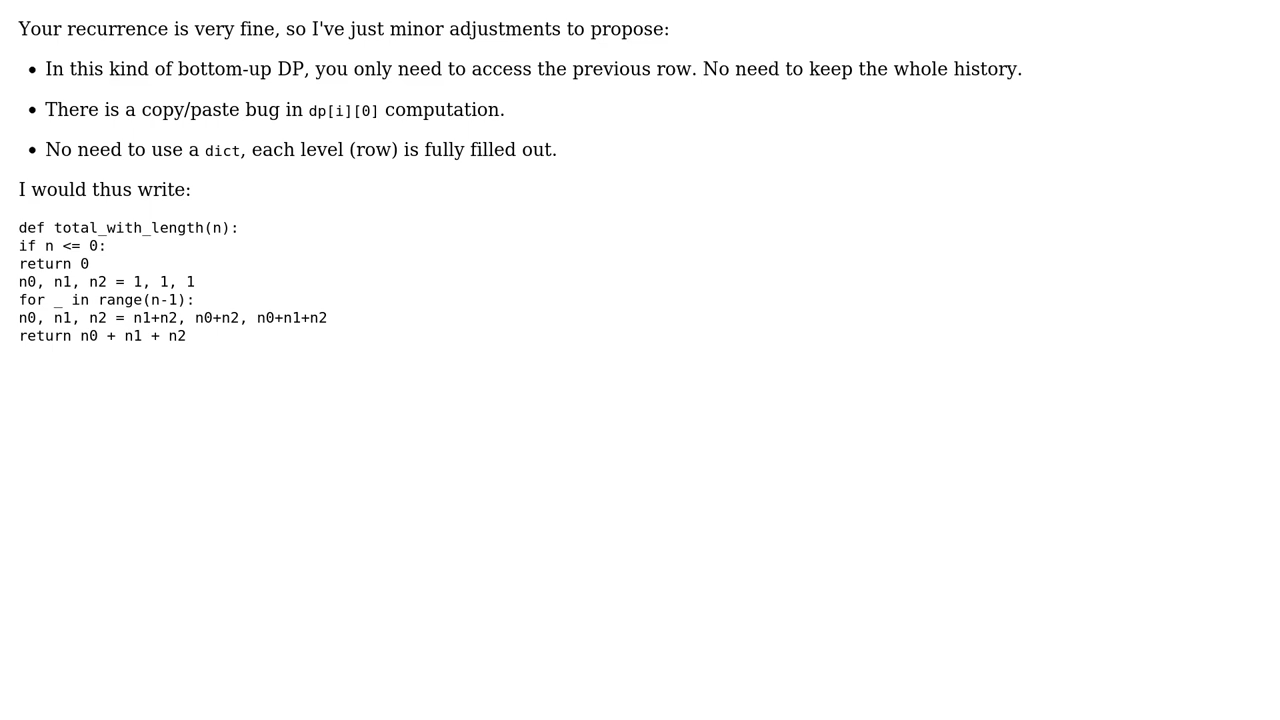 Your recurrence is very fine, so I've just minor adjustments to propose:
• In this kind of bottom-up DP, you only need to access the previous row. No need to keep the whole history.
• There is a copy/paste bug in dp[i][0] computation.
• No need to use a dict, each level (row) is fully filled out.
I would thus write:
def total_with_length(n):
if n <= 0:
return 0
n0, n1, n2 = 1, 1, 1
for _ in range(n-1):
n0, n1, n2 = n1+n2, n0+n2, n0+n1+n2
return n0 + n1 + n2